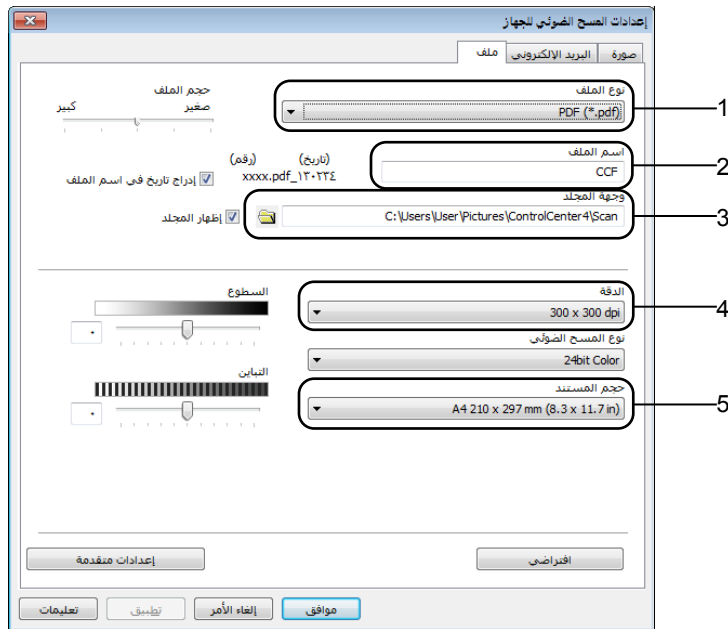 إعدادات المسح الضوئي للجهاز
صورة البريد الإلكتروني ملف
نوع الملف
PDF (*.pdf)
1
حجم الملف
صغير كبير
اسم الملف
CCF
2
(تاريخ) (رقم)
xxxx.pdf_١٣٠٢٣٤
إدراج تاريخ في اسم الملف
وجهة المجلد
C:\Users\User\Pictures\ControlCenter4\Scan
3
إظهار المجلد
الدقة
300 x 300 dpi
4
السطوع
٠
نوع المسح الضوئي
24bit Color
التباين
٠
حجم المستند
A4 210 x 297 mm (8.3 x 11.7 in)
5
افتراضي
إعدادات متقدمة
موافق إلغاء الأمر تطبيق تعليمات